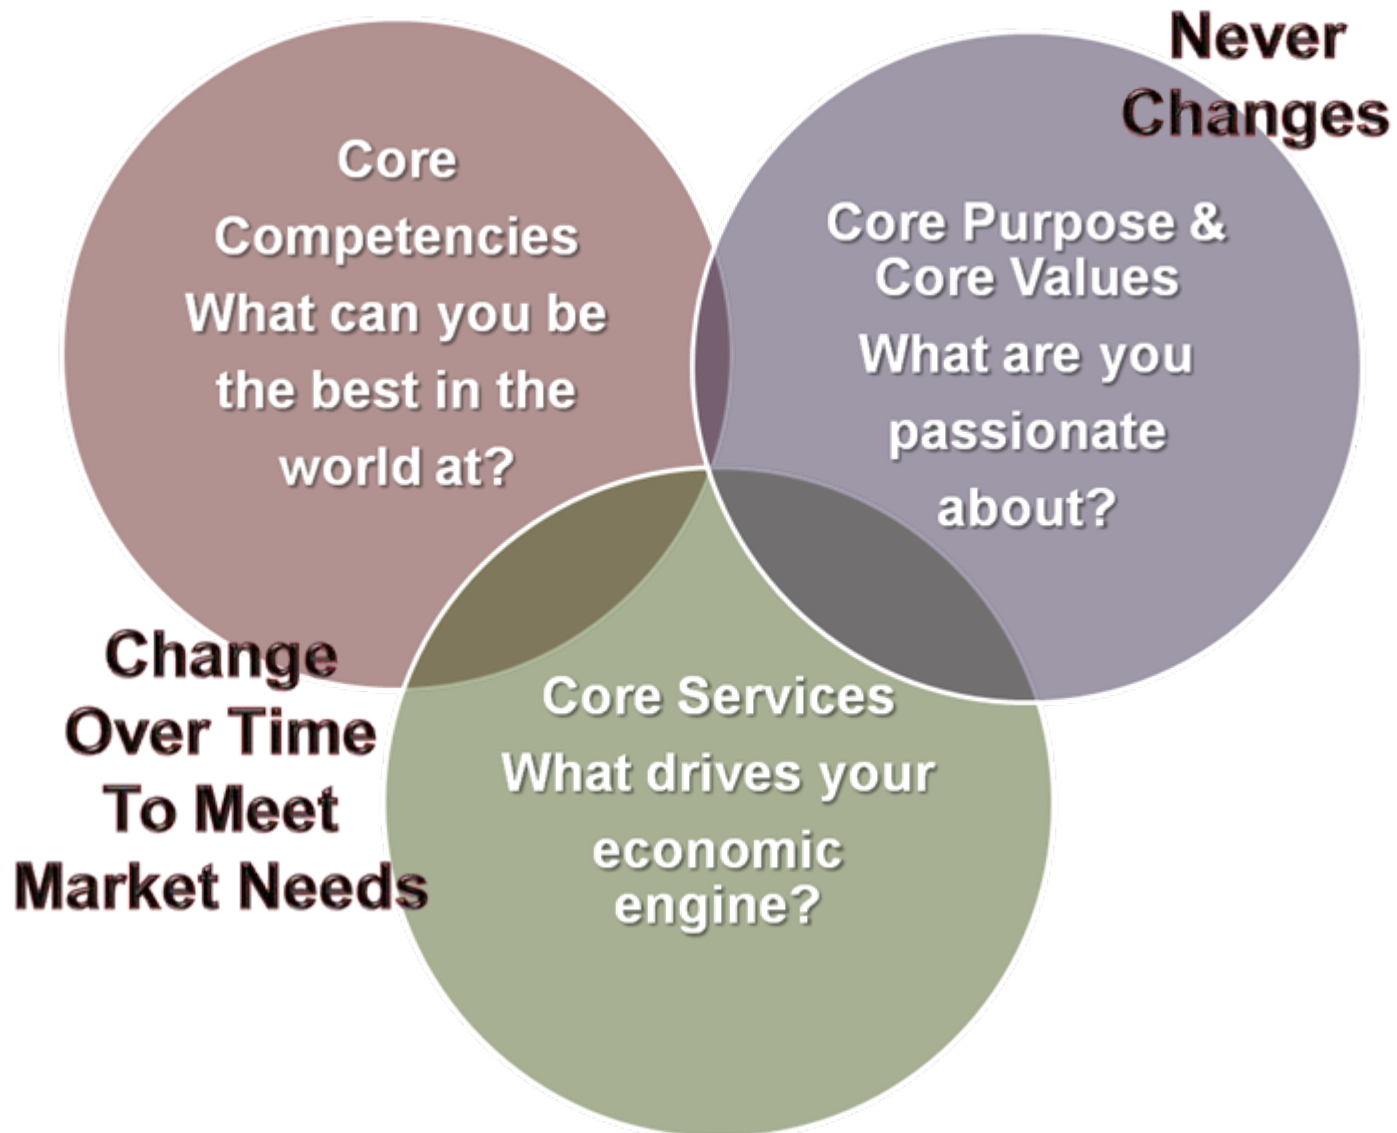 Never
Changes
Core
Competencies
What can you be
the best in the
world at?
Core Purpose &
Core Values
What are you
passionate
about?
Change
Over Time
To Meet
Market Needs
Core Services
What drives your
economic
engine?